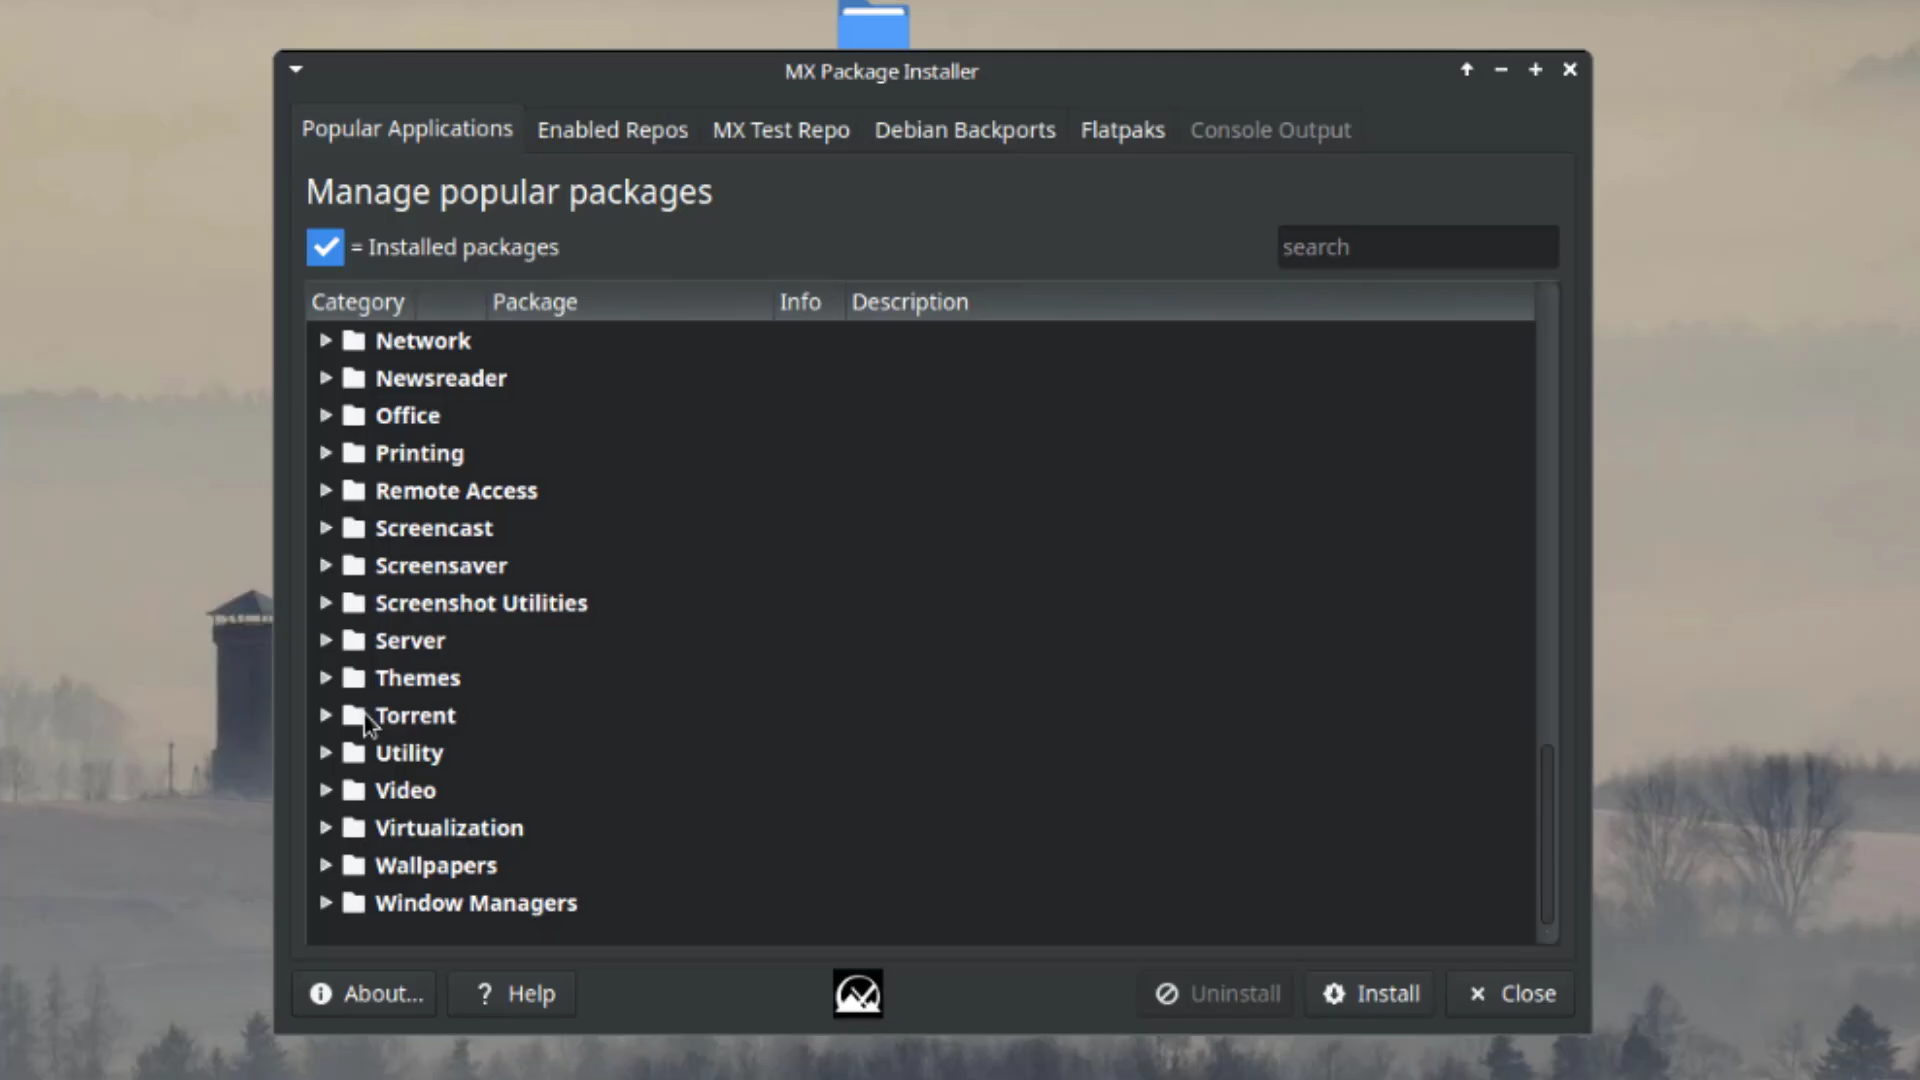 MX Package Installer
Popular Applications Enabled Repos MX Test Repo Debian Backports Flatpaks Console Output
Manage popular packages
= Installed packages search
Category Package Info Description
Network
Newsreader
Office
Printing
Remote Access
Screencast
Screensaver
Screenshot Utilities
Server
Themes
Torrent
Utility
Video
Virtualization
Wallpapers
Window Managers
About... ? Help Uninstall Install Close